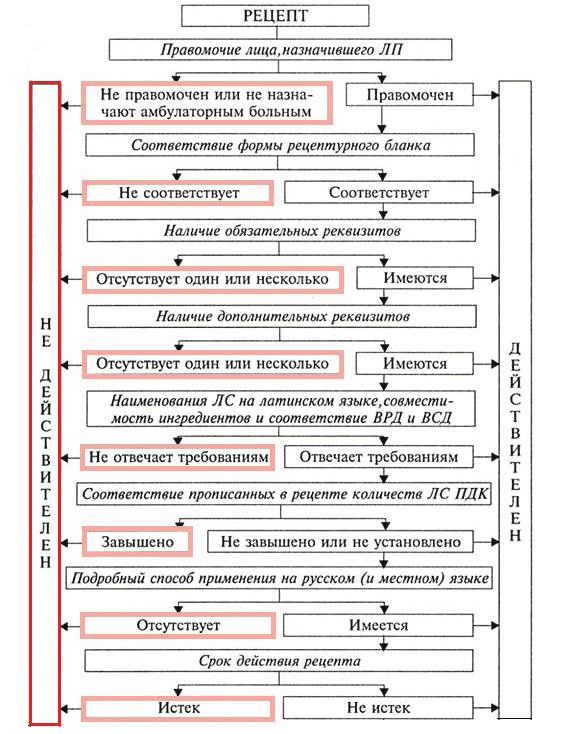 РЕЦЕПТ
Правомочие лица,назначившего ЛП
Не правомочен или не назна-
чают амбулаторным больным
Правомочен
Соответствие формы рецептурного бланка
Не соответствует
Соответствует
Наличие обязательных реквизитов
Отсутствует один или несколько
Имеются
Наличие дополнительных реквизитов
Отсутствует один или несколько
Имеются
Наименования ЛС на латинском языке,совмести-
мость ингредиентов и соответствие ВРД и ВСД
Не отвечает требованиям
Отвечает требованиям
Соответствие прописанных в рецепте количеств ЛС ПДК
Завышено
Не завышено или не установлено
Подробный способ применения на русском (и местном) языке
Отсутствует
Имеется
Срок действия рецепта
Истек
Не истек
НЕ ДЕЙСТВИТЕЛЕН
ДЕЙСТВИТЕЛЕН